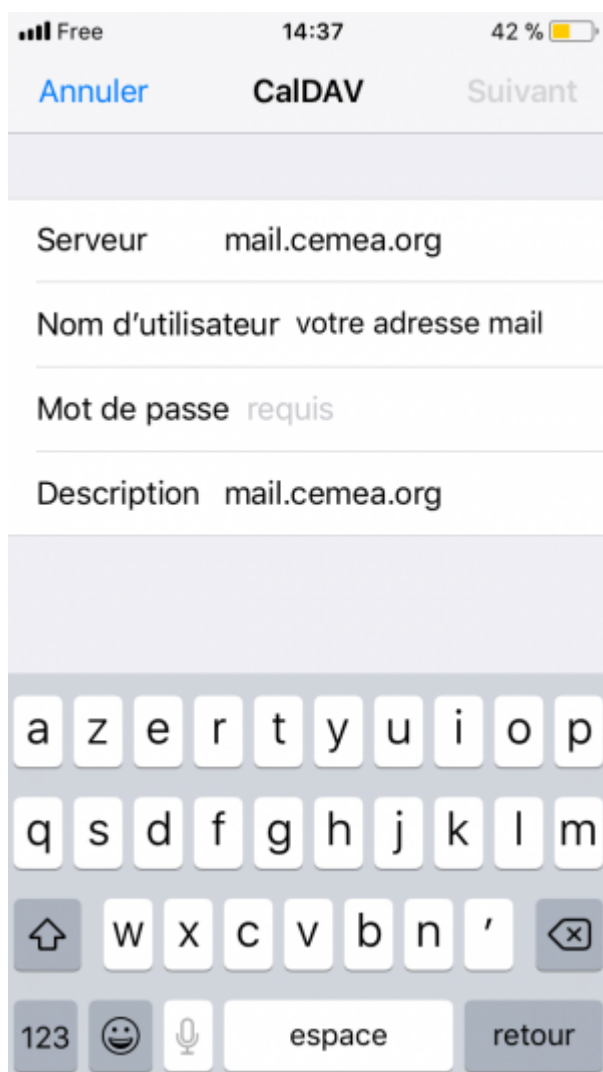 Free 14:37 42 %
Annuler CalDAV Suivant
Serveur mail.cemea.org
Nom d’utilisateur votre adresse mail
Mot de passe requis
Description mail.cemea.org
a z e r t y u i o p
q s d f g h j k l m
w x c v b n ’
123 espace retour